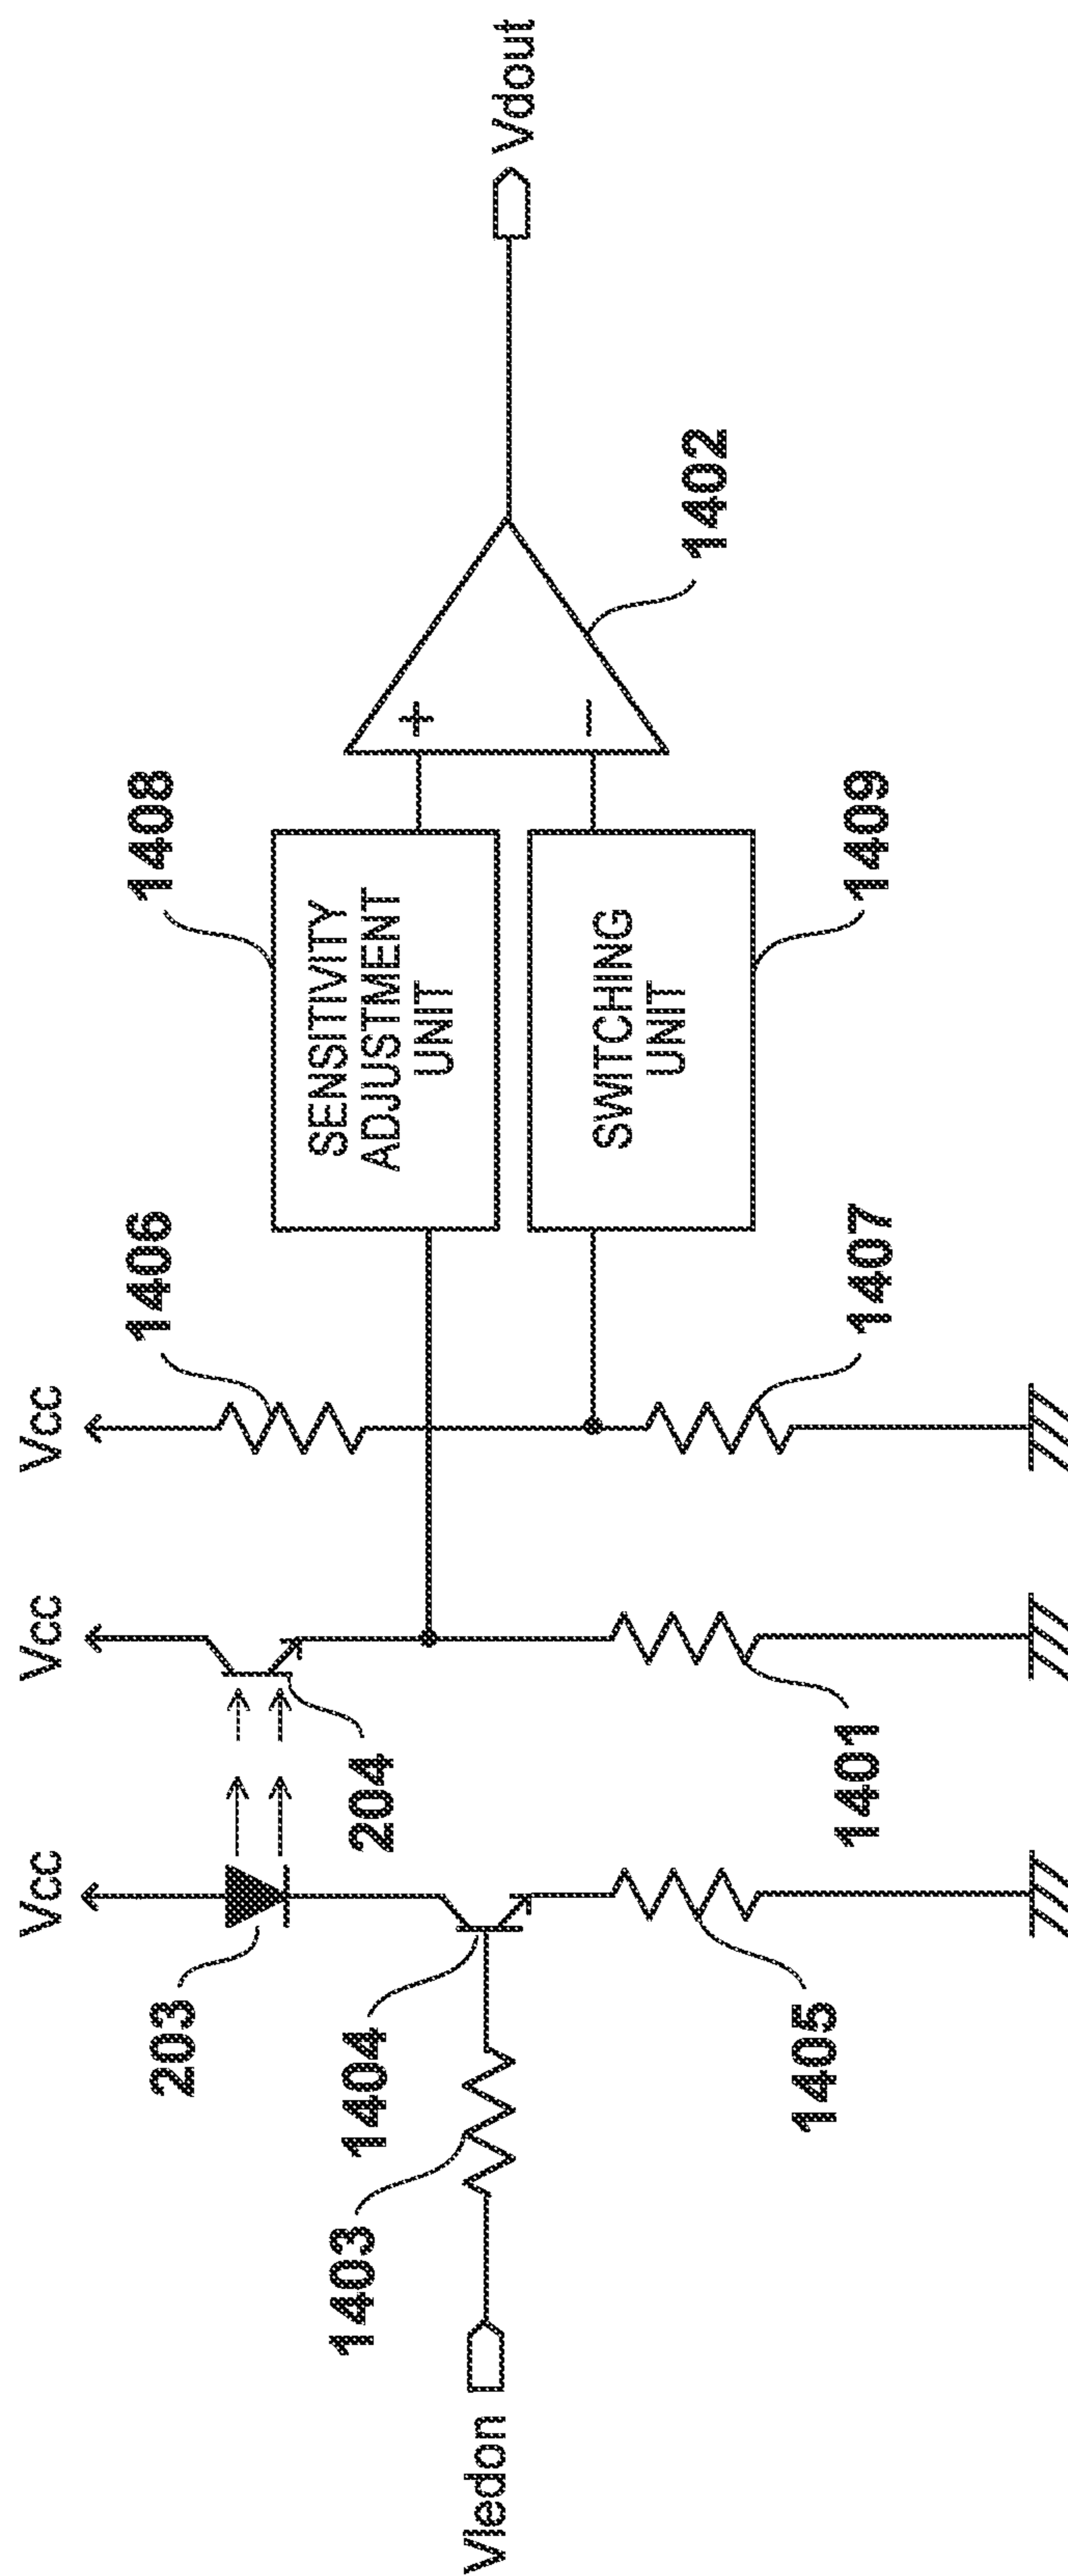 Vcc
Vcc
Vcc
203
204
1406
1408
SENSITIVITY
ADJUSTMENT
UNIT
+
Vdout
1403
1404
Vledon
SWITCHING
UNIT
−
1402
1405
1401
1407
1409